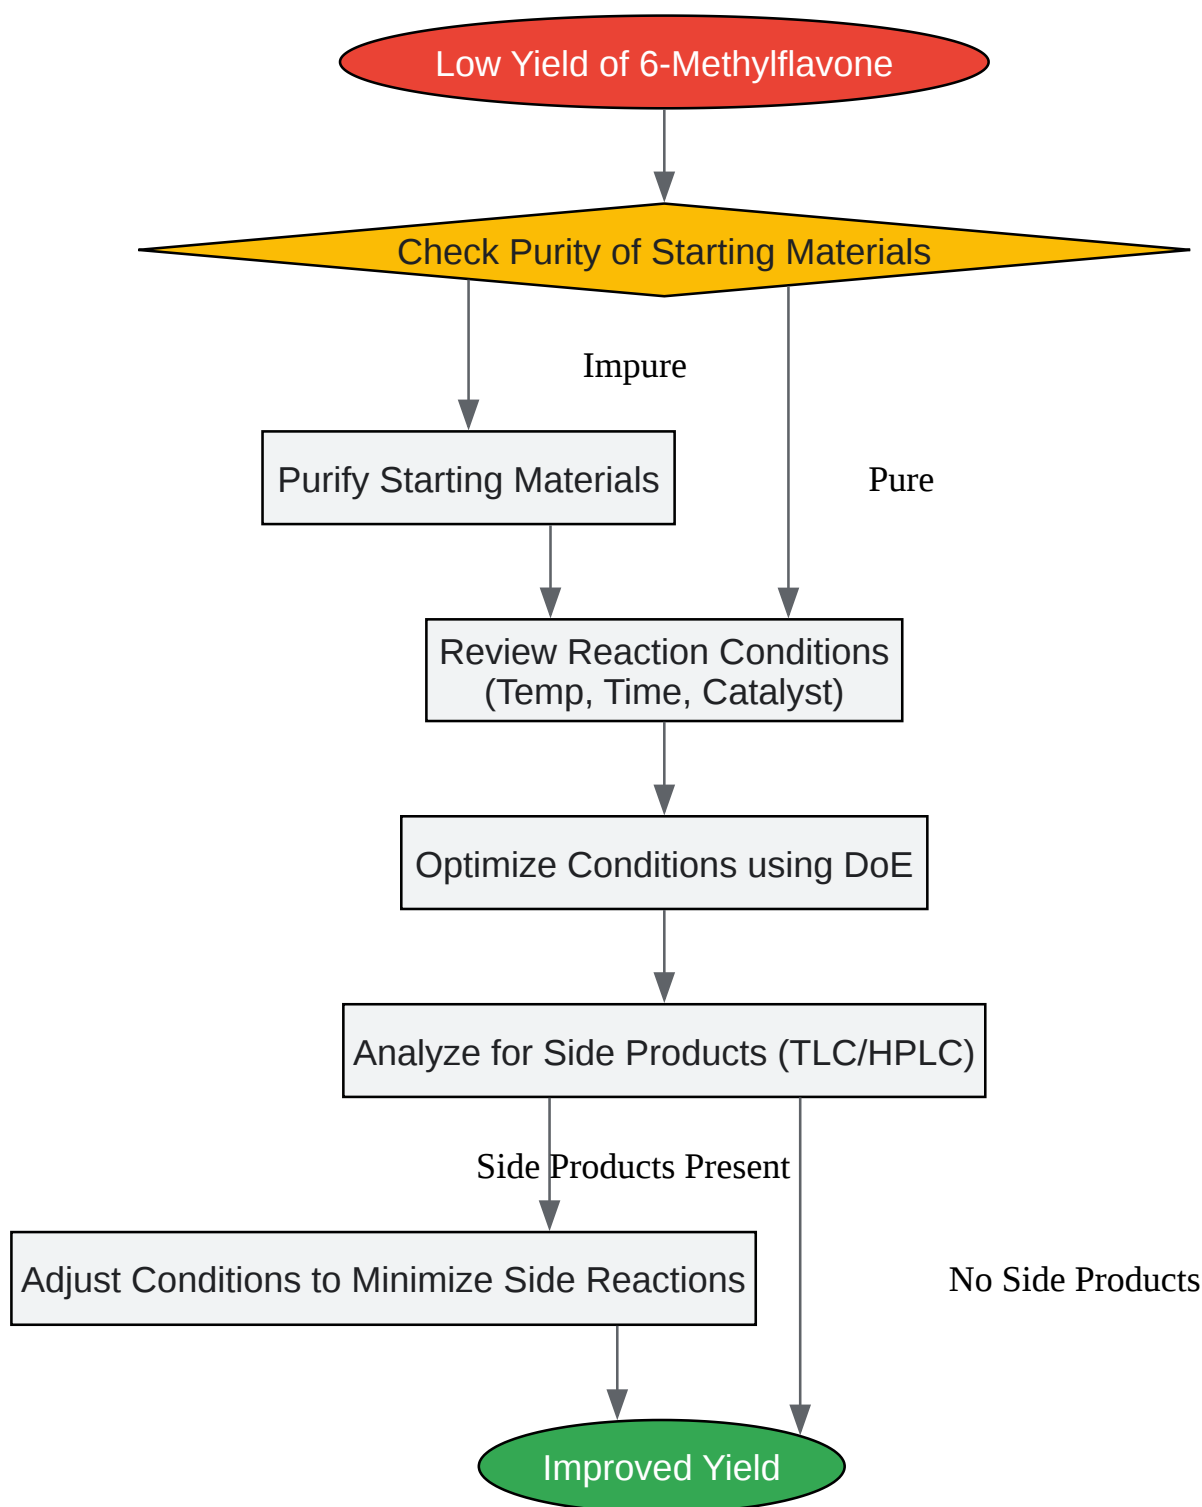 Low Yield of 6-Methylflavone
Check Purity of Starting Materials
Impure
Purify Starting Materials
Pure
Review Reaction Conditions
(Temp, Time, Catalyst)
Optimize Conditions using DoE
Analyze for Side Products (TLC/HPLC)
Side Products Present
Adjust Conditions to Minimize Side Reactions
No Side Products
Improved Yield